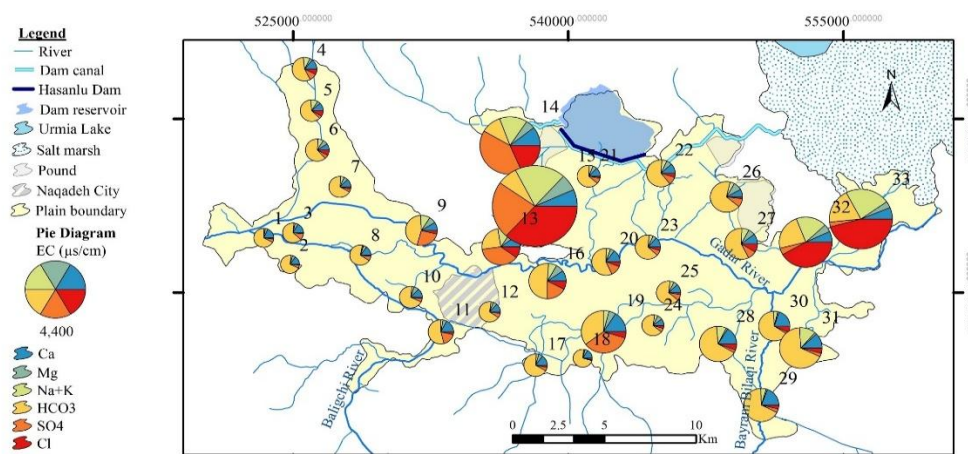 525000.000000
540000.000000
555000.000000
Legend
River
Dam canal
Hasanlu Dam
Dam reservoir
Urmia Lake
Salt marsh
Pound
Naqadeh City
Plain boundary
Pie Diagram
EC (µs/cm)
4,400
Ca
Mg
Na+K
HCO3
SO4
Cl
N
4
5
6
7
14
15
21
22
26
33
1
3
2
8
9
13
16
20
23
27
32
Gadar River
10
11
12
17
18
19
24
25
28
30
31
29
Baligchi River
Bayram Bilaqi River
0
2.5
5
10
Km